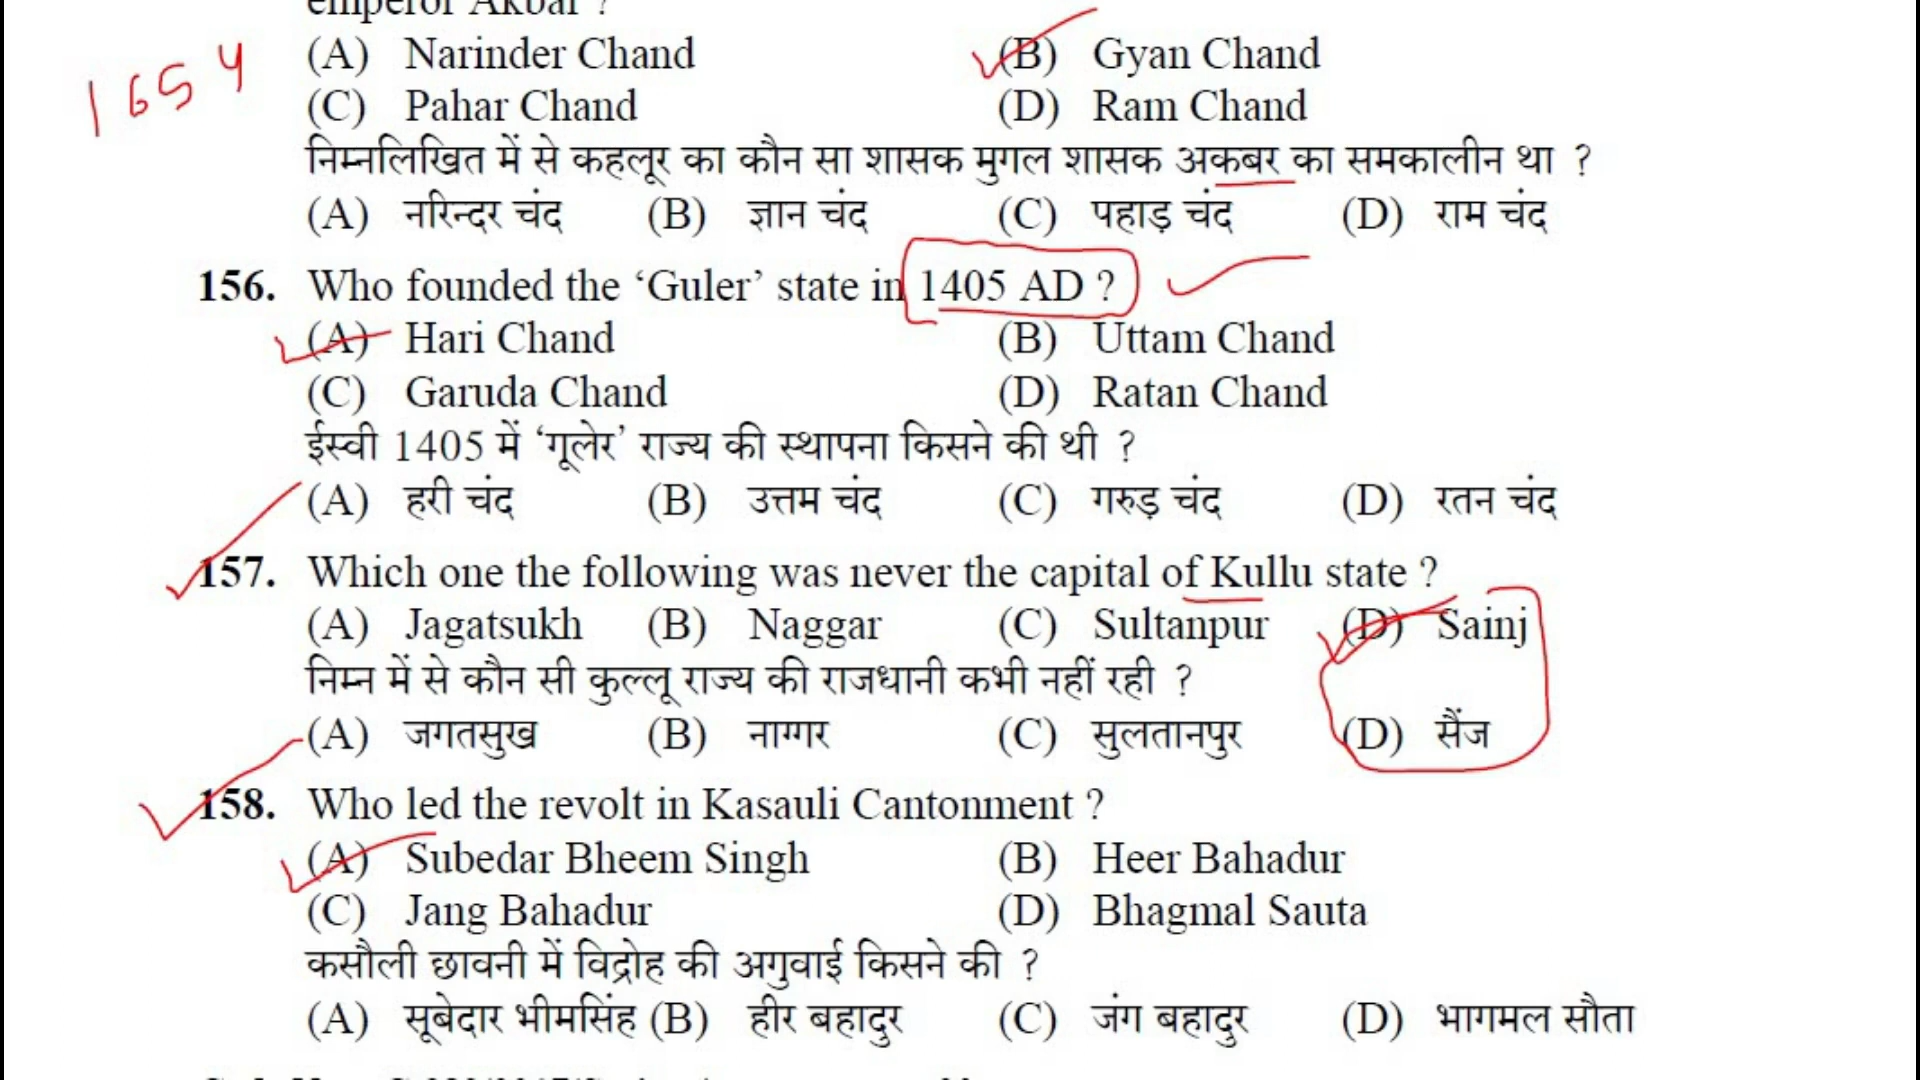 emperor Akbar ?
1654
(A) Narinder Chand (B) Gyan Chand
(C) Pahar Chand (D) Ram Chand
निम्नलिखित में से कहलूर का कौन सा शासक मुगल शासक अकबर का समकालीन था ?
(A) नरिन्दर चंद (B) ज्ञान चंद (C) पहाड़ चंद (D) राम चंद
156. Who founded the ‘Guler’ state in 1405 AD ?
(A) Hari Chand (B) Uttam Chand
(C) Garuda Chand (D) Ratan Chand
ईस्वी 1405 में ‘गूलेर’ राज्य की स्थापना किसने की थी ?
(A) हरी चंद (B) उत्तम चंद (C) गरुड़ चंद (D) रतन चंद
157. Which one the following was never the capital of Kullu state ?
(A) Jagatsukh (B) Naggar (C) Sultanpur (D) Sainj
निम्न में से कौन सी कुल्लू राज्य की राजधानी कभी नहीं रही ?
(A) जगतसुख (B) नाग्गर (C) सुलतानपुर (D) सैंज
158. Who led the revolt in Kasauli Cantonment ?
(A) Subedar Bheem Singh (B) Heer Bahadur
(C) Jang Bahadur (D) Bhagmal Sauta
कसौली छावनी में विद्रोह की अगुवाई किसने की ?
(A) सूबेदार भीमसिंह (B) हीर बहादुर (C) जंग बहादुर (D) भागमल सौता